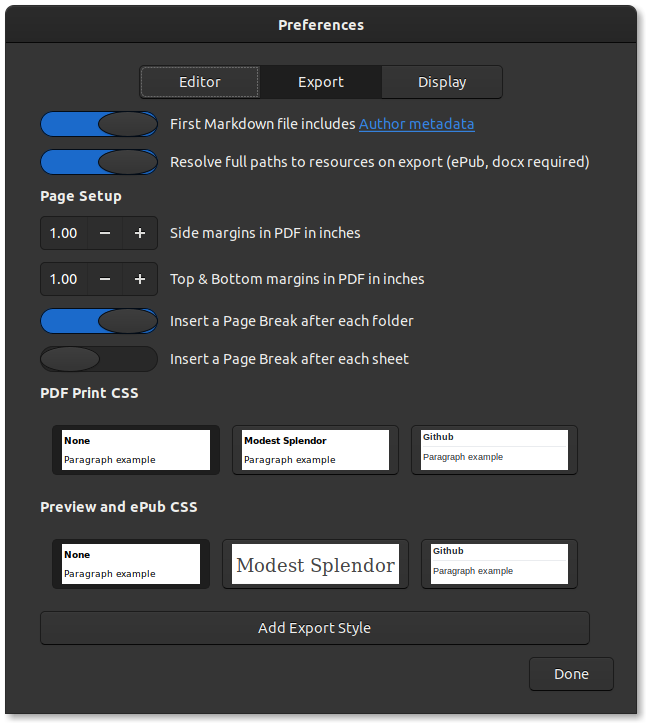 Preferences
Editor Export Display
First Markdown file includes Author metadata
Resolve full paths to resources on export (ePub, docx required)
Page Setup
1.00 − + Side margins in PDF in inches
1.00 − + Top & Bottom margins in PDF in inches
Insert a Page Break after each folder
Insert a Page Break after each sheet
PDF Print CSS
None Modest Splendor Github
Paragraph example Paragraph example Paragraph example
Preview and ePub CSS
None Modest Splendor Github
Paragraph example Paragraph example
Add Export Style
Done